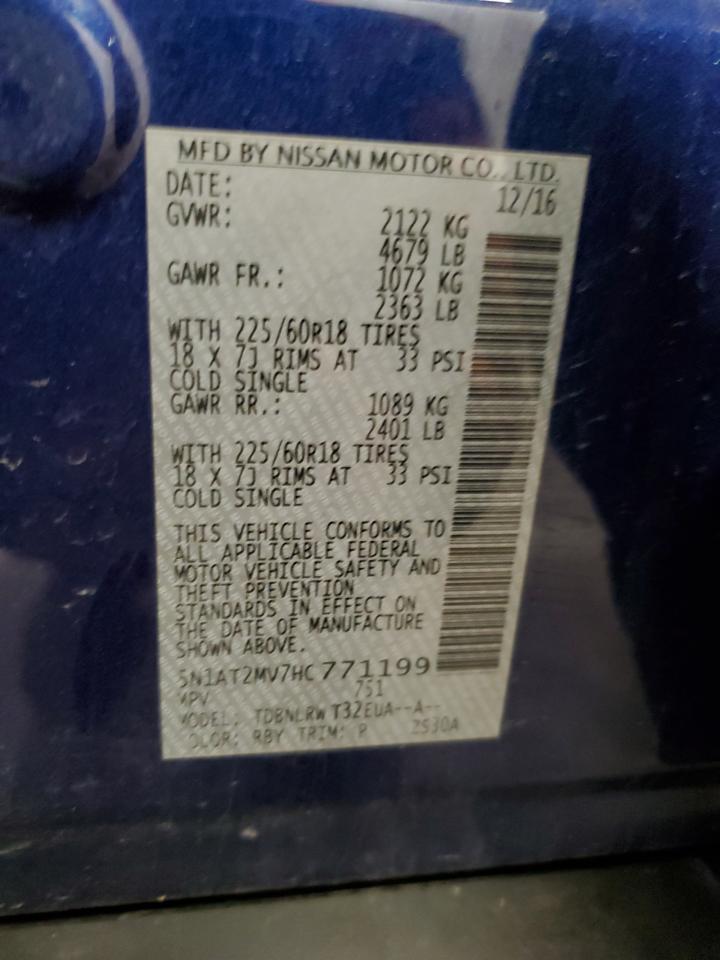 MFD BY NISSAN MOTOR CO., LTD.
DATE: 12/16
GVWR: 2122 KG
4679 LB
GAWR FR.: 1072 KG
2363 LB
WITH 225/60R18 TIRES
18 X 7J RIMS AT 33 PSI
COLD SINGLE
GAWR RR.: 1089 KG
2401 LB
WITH 225/60R18 TIRES
18 X 7J RIMS AT 33 PSI
COLD SINGLE
THIS VEHICLE CONFORMS TO
ALL APPLICABLE FEDERAL
MOTOR VEHICLE SAFETY AND
THEFT PREVENTION
STANDARDS IN EFFECT ON
THE DATE OF MANUFACTURE
SHOWN ABOVE.
5N1AT2MV7HC771199
MPV 751
MODEL: TDBNLRW T32EUA--A--
COLOR: RBY TRIM: P